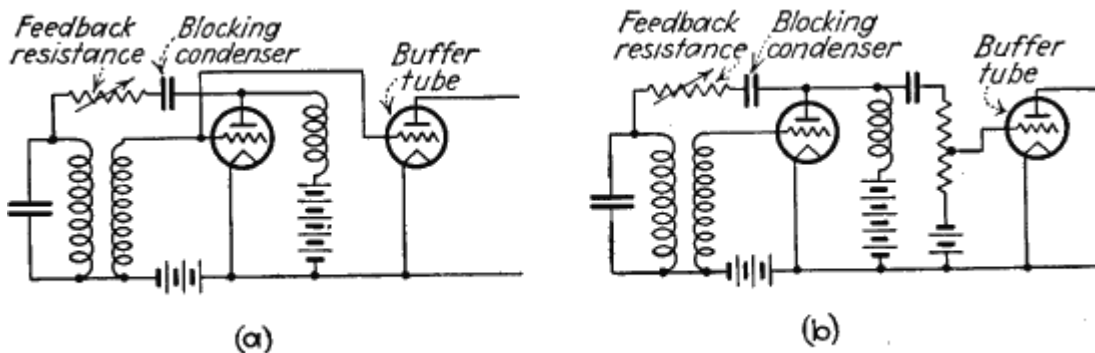 Feedback
resistance
Blocking
condenser
Buffer
tube
(a)
Feedback
resistance
Blocking
condenser
Buffer
tube
(b)